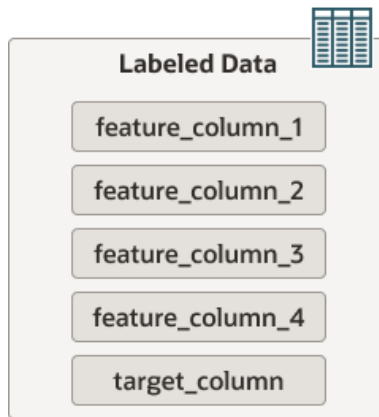 Labeled Data
feature_column_1
feature_column_2
feature_column_3
feature_column_4
target_column